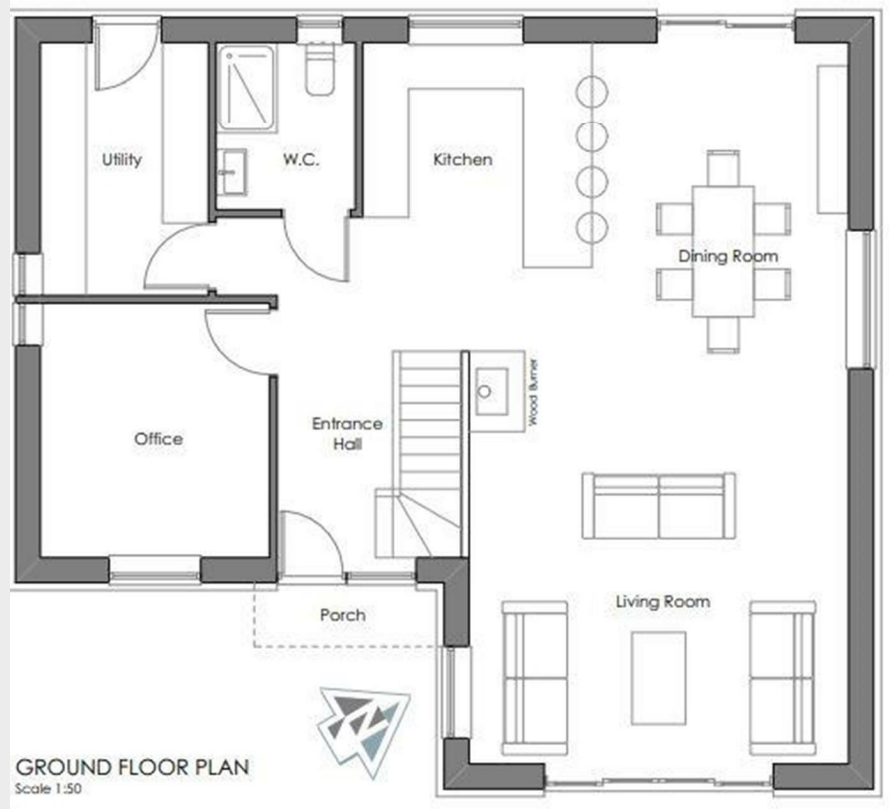 Utility
W.C.
Kitchen
Dining Room
Wood Burner
Office
Entrance
Hall
Living Room
Porch
GROUND FLOOR PLAN
Scale 1:50